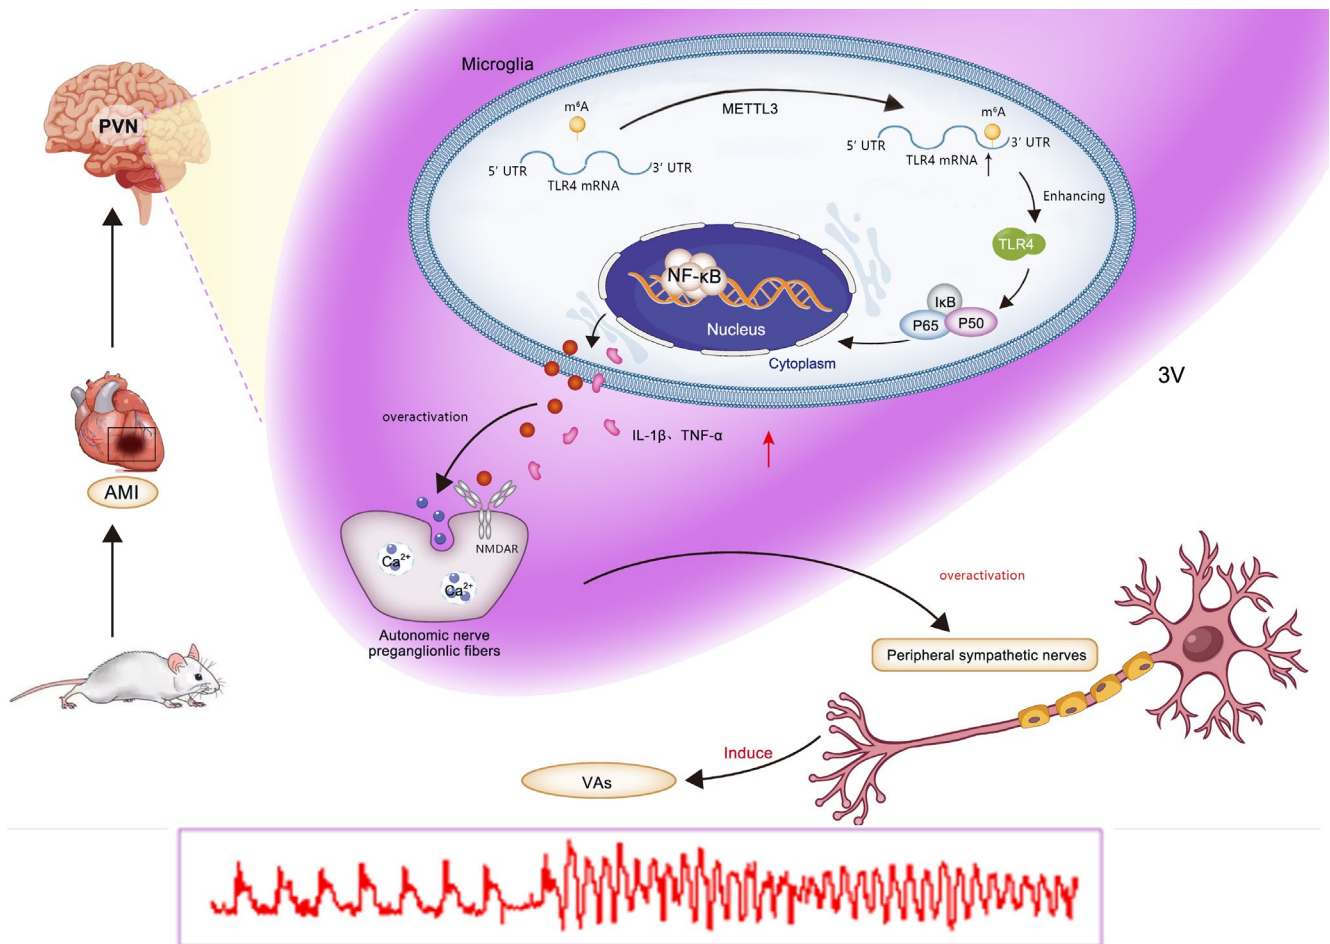 Microglia
PVN
m⁶A
METTL3
m⁶A
5' UTR
3' UTR
TLR4 mRNA
5' UTR
3' UTR
TLR4 mRNA
Enhancing
TLR4
NF-κB
Nucleus
IκB
P65
P50
Cytoplasm
3V
overactivation
IL-1β、TNF-α
AMI
NMDAR
Ca²⁺
Ca²⁺
Autonomic nerve
preganglionlic fibers
overactivation
Peripheral sympathetic nerves
Induce
VAs